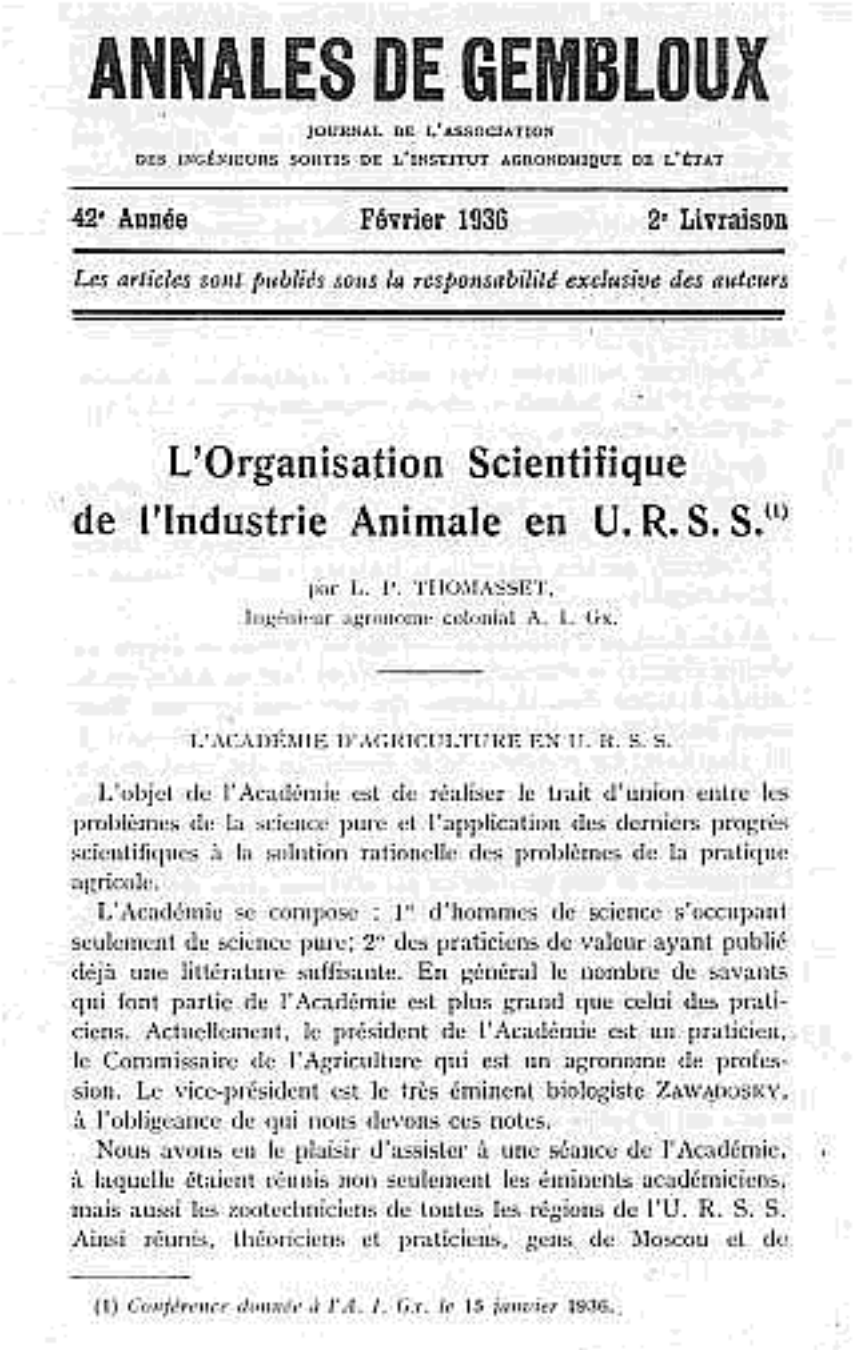 ANNALES DE GEMBLOUX
JOURNAL DE L'ASSOCIATION
DES INGÉNIEURS SORTIS DE L'INSTITUT AGRONOMIQUE DE L'ÉTAT
42e Année Février 1936 2e Livraison
Les articles sont publiés sous la responsabilité exclusive des auteurs
L'Organisation Scientifique
de l'Industrie Animale en U. R. S. S.(1)
par L. P. THOMASSET,
Ingénieur agronome colonial A. I. Gx.
L'ACADÉMIE D'AGRICULTURE EN U. R. S. S.
L'objet de l'Académie est de réaliser le trait d'union entre les
problèmes de la science pure et l'application des derniers progrès
scientifiques à la solution rationelle des problèmes de la pratique
agricole.
L'Académie se compose : 1° d'hommes de science s'occupant
seulement de science pure; 2° des praticiens de valeur ayant publié
déjà une littérature suffisante. En général le nombre de savants
qui font partie de l'Académie est plus grand que celui des prati-
ciens. Actuellement, le président de l'Académie est un praticien,
le Commissaire de l'Agriculture qui est un agronome de profes-
sion. Le vice-président est le très éminent biologiste ZAWADOSKY,
à l'obligeance de qui nous devons ces notes.
Nous avons eu le plaisir d'assister à une séance de l'Académie,
à laquelle étaient réunis non seulement les éminents académiciens,
mais aussi les zootechniciens de toutes les régions de l'U. R. S. S.
Ainsi réunis, théoriciens et praticiens, gens de Moscou et de
(1) Conférence donnée à l'A. I. Gx. le 15 janvier 1936.